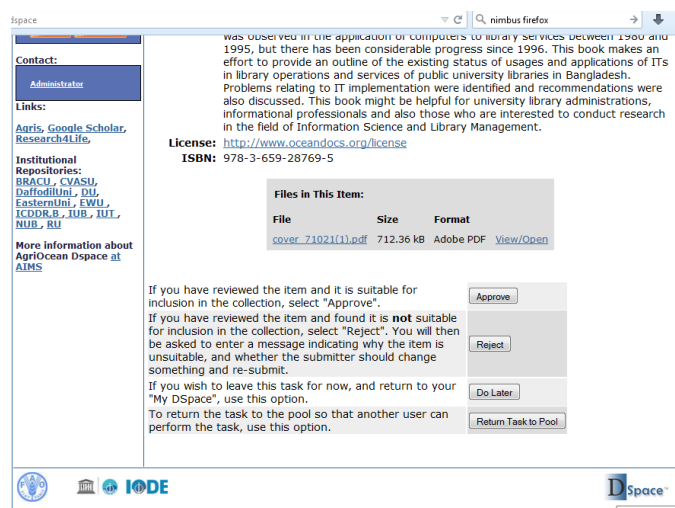 dspace
nimbus firefox
Contact:
Administrator
Links:
Agris, Google Scholar,
Research4Life,
Institutional
Repositories:
BRACU , CVASU,
DaffodilUni , DU,
EasternUni , EWU ,
ICDDR,B , IUB , IUT ,
NUB , RU
More information about
AgriOcean Dspace at
AIMS
was observed in the application of computers to library services between 1980 and
1995, but there has been considerable progress since 1996. This book makes an
effort to provide an outline of the existing status of usages and applications of ITs
in library operations and services of public university libraries in Bangladesh.
Problems relating to IT implementation were identified and recommendations were
also discussed. This book might be helpful for university library administrations,
informational professionals and also those who are interested to conduct research
in the field of Information Science and Library Management.
License: http://www.oceandocs.org/license
ISBN: 978-3-659-28769-5
Files in This Item:
File Size Format
cover_71021(1).pdf 712.36 kB Adobe PDF View/Open
If you have reviewed the item and it is suitable for
inclusion in the collection, select "Approve".
Approve
If you have reviewed the item and found it is not suitable
for inclusion in the collection, select "Reject". You will then
be asked to enter a message indicating why the item is
unsuitable, and whether the submitter should change
something and re-submit.
Reject
If you wish to leave this task for now, and return to your
"My DSpace", use this option.
Do Later
To return the task to the pool so that another user can
perform the task, use this option.
Return Task to Pool
FAO
IODE
DSpace